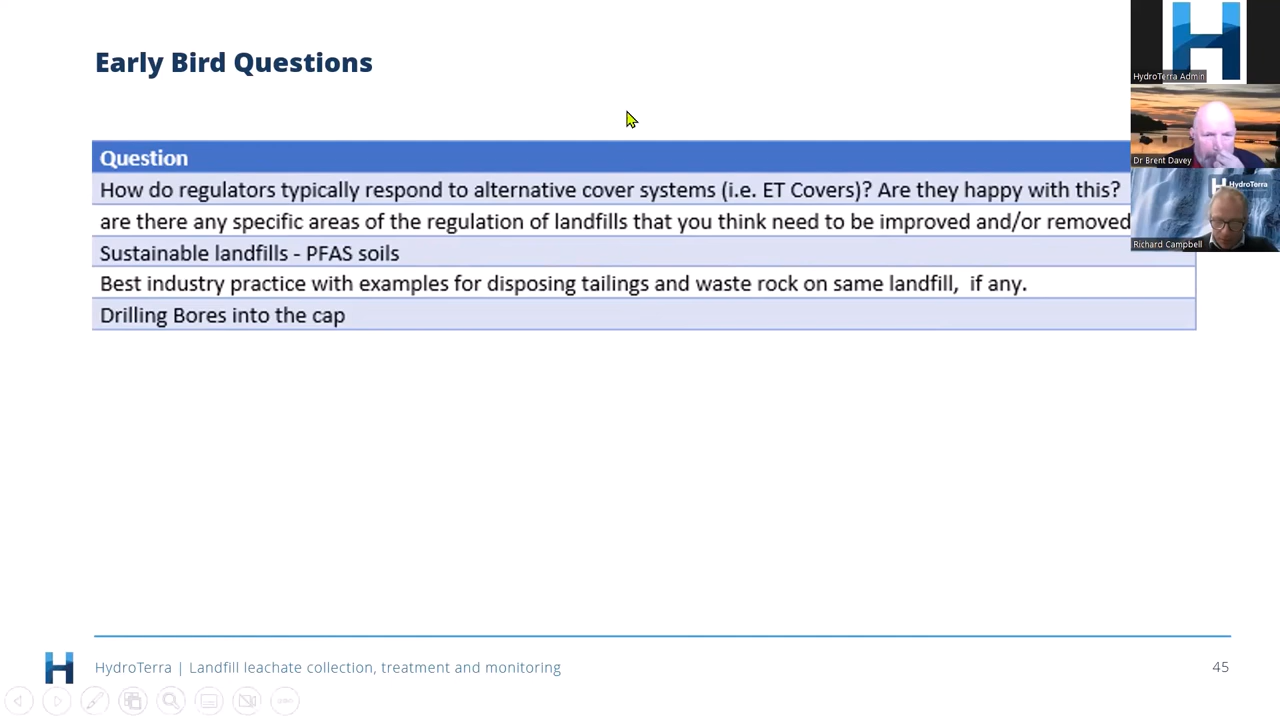 Early Bird Questions
HydroTerra Admin
Dr Brent Davey
HydroTerra
Richard Campbell
Question
How do regulators typically respond to alternative cover systems (i.e. ET Covers)? Are they happy with this?
are there any specific areas of the regulation of landfills that you think need to be improved and/or removed
Sustainable landfills - PFAS soils
Best industry practice with examples for disposing tailings and waste rock on same landfill, if any.
Drilling Bores into the cap
HydroTerra | Landfill leachate collection, treatment and monitoring
45